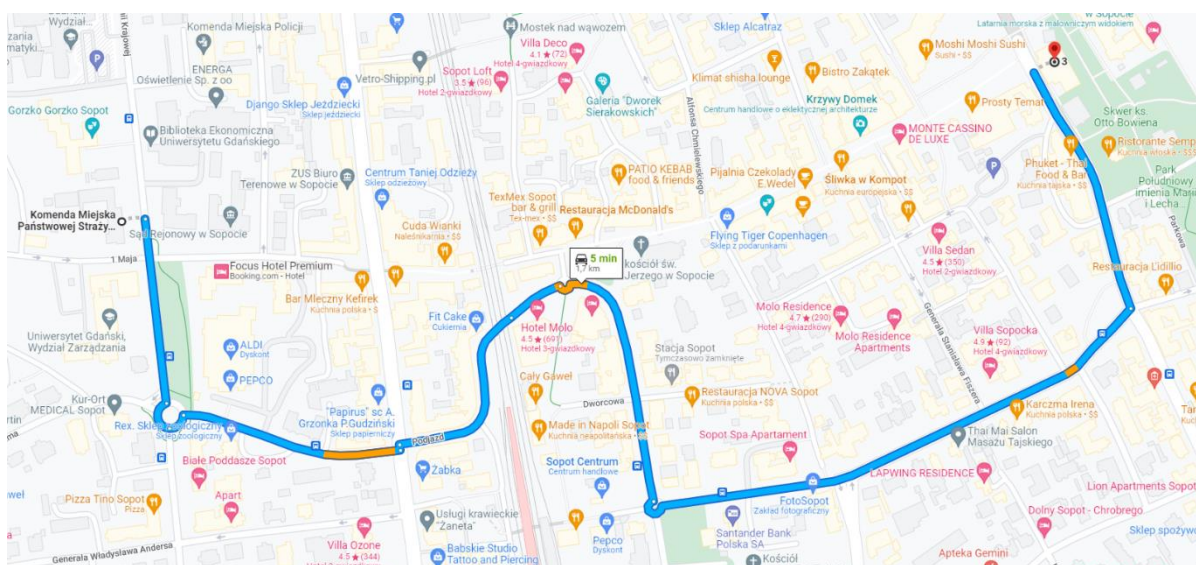 Wydział...
Komenda Miejska Policji
ENERGA
Oświetlenie Sp. z oo
Gorzko Gorzko Sopot
Biblioteka Ekonomiczna
Uniwersytetu Gdańskiego
Django Sklep Jeździecki
Sklep jeździecki
Vetro-Shipping.pl
Mostek nad wąwozem
Villa Deco
4.1 ★ (72)
Hotel 4-gwiazdkowy
Sopot Loft
3.5 ★ (96)
Hotel 2-gwiazdkowy
Galeria "Dworek
Sierakowskich"
Sklep Alcatraz
Klimat shisha lounge
Bistro Zakątek
Moshi Moshi Sushi
Sushi • $$
w Sopocie
Latarnia morska z malowniczym widokiem
3
Krzywy Domek
Centrum handlowe o eklektycznej architekturze
Prosty Temat
MONTE CASSINO
DE LUXE
Skwer ks.
Otto Bowiena
Ristorante Semp
Kuchnia włoska • $$
Phuket - Thai
Food & Bar
Kuchnia tajska • $$
Park
Południowy
imienia Marii
i Lecha
Parkowa
Alfonsa Chmielewskiego
PATIO KEBAB
food & friends
Pijalnia Czekolady
E.Wedel
Śliwka w Kompot
Kuchnia europejska • $$
ZUS Biuro
Terenowe w Sopocie
Centrum Taniej Odzieży
Sklep odzieżowy
TexMex Sopot
bar & grill
Tex-mex • $$
Restauracja McDonald's
Cuda Wianki
Naleśnikarnia • $$
Flying Tiger Copenhagen
Sklep z podarunkami
Komenda Miejska
Państwowej Straży...
Sąd Rejonowy w Sopocie
1 Maja
Focus Hotel Premium
Booking.com • Hotel
Bar Mleczny Kefirek
Kuchnia polska • $
5 min
1,7 km
kościół św.
Jerzego w Sopocie
Villa Sedan
4.5 ★ (350)
Hotel 2-gwiazdkowy
Restauracja L'idillio
Uniwersytet Gdański,
Wydział Zarządzania
Fit Cake
Cukiernia
Hotel Molo
4.5 ★ (691)
Hotel 3-gwiazdkowy
Molo Residence
4.7 ★ (290)
Hotel 4-gwiazdkowy
Molo Residence
Apartments
Generała Stanisława Fiszera
Villa Sopocka
4.9 ★ (92)
Hotel 4-gwiazdkowy
ALDI
Dyskont
PEPCO
Stacja Sopot
Tymczasowo zamknięte
Cały Gaweł
Restauracja NOVA Sopot
Kuchnia polska • $$
Dworcowa
Kur-Ort
MEDICAL Sopot
Rex. Sklep zoologiczny
Sklep zoologiczny
"Papirus" sc A.
Grzonka P.Gudziński
Sklep papierniczy
Podjazd
Made in Napoli Sopot
Kuchnia neapolitańska • $$
Karczma Irena
Kuchnia polska • $$
Thai Mai Salon
Masażu Tajskiego
Sopot Spa Apartament
Białe Poddasze Sopot
Apart
Żabka
Sopot Centrum
Centrum handlowe
FotoSopot
Zakład fotograficzny
LAPWING RESIDENCE
Lion Apartments Sopot
Pizza Tino Sopot
Pizza
Usługi krawieckie
"Żaneta"
Pepco
Dyskont
Santander Bank
Polska SA
Dolny Sopot - Chrobrego
Sklep spożyw
Generała Władysława Andersa
Villa Ozone
4.5 ★ (344)
Babskie Studio
Tattoo and Piercing
Kościół
Apteka Gemini